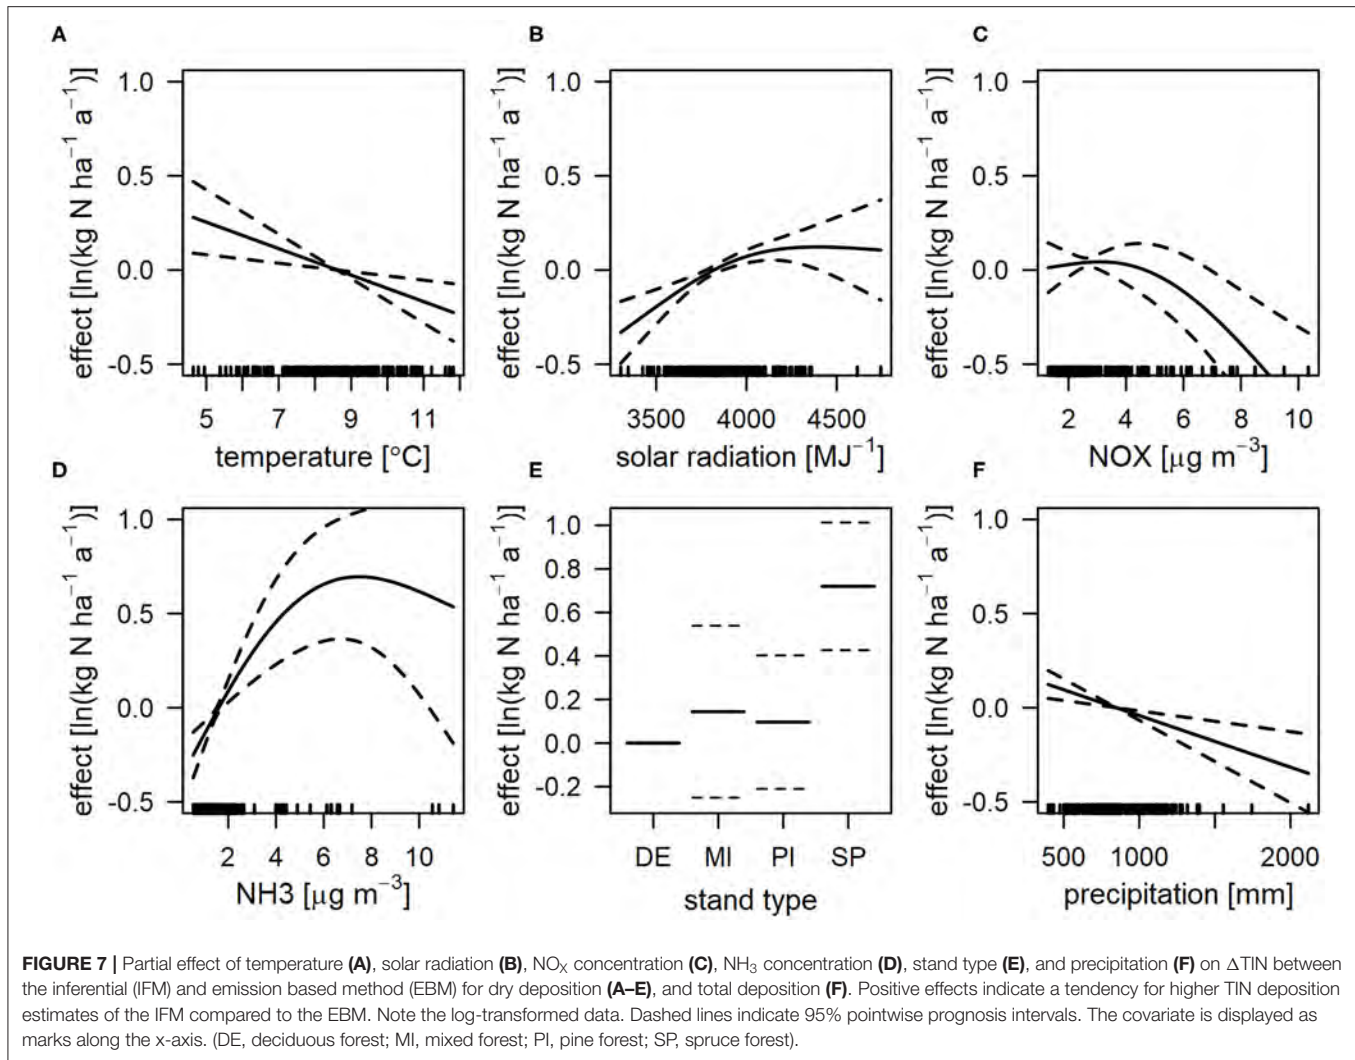 A
B
C
effect [ln(kg N ha⁻¹ a⁻¹)]
1.0
0.5
0.0
-0.5
5 7 9 11
temperature [°C]
effect [ln(kg N ha⁻¹ a⁻¹)]
1.0
0.5
0.0
-0.5
3500 4000 4500
solar radiation [MJ⁻¹]
effect [ln(kg N ha⁻¹ a⁻¹)]
1.0
0.5
0.0
-0.5
2 4 6 8 10
NOX [µg m⁻³]
D
E
F
effect [ln(kg N ha⁻¹ a⁻¹)]
1.0
0.5
0.0
-0.5
2 4 6 8 10
NH3 [µg m⁻³]
effect [ln(kg N ha⁻¹ a⁻¹)]
1.0
0.8
0.6
0.4
0.2
0.0
-0.2
DE MI PI SP
stand type
effect [ln(kg N ha⁻¹ a⁻¹)]
1.0
0.5
0.0
-0.5
500 1000 2000
precipitation [mm]
FIGURE 7 | Partial effect of temperature (A), solar radiation (B), NOX concentration (C), NH3 concentration (D), stand type (E), and precipitation (F) on ΔTIN between
the inferential (IFM) and emission based method (EBM) for dry deposition (A–E), and total deposition (F). Positive effects indicate a tendency for higher TIN deposition
estimates of the IFM compared to the EBM. Note the log-transformed data. Dashed lines indicate 95% pointwise prognosis intervals. The covariate is displayed as
marks along the x-axis. (DE, deciduous forest; MI, mixed forest; PI, pine forest; SP, spruce forest).